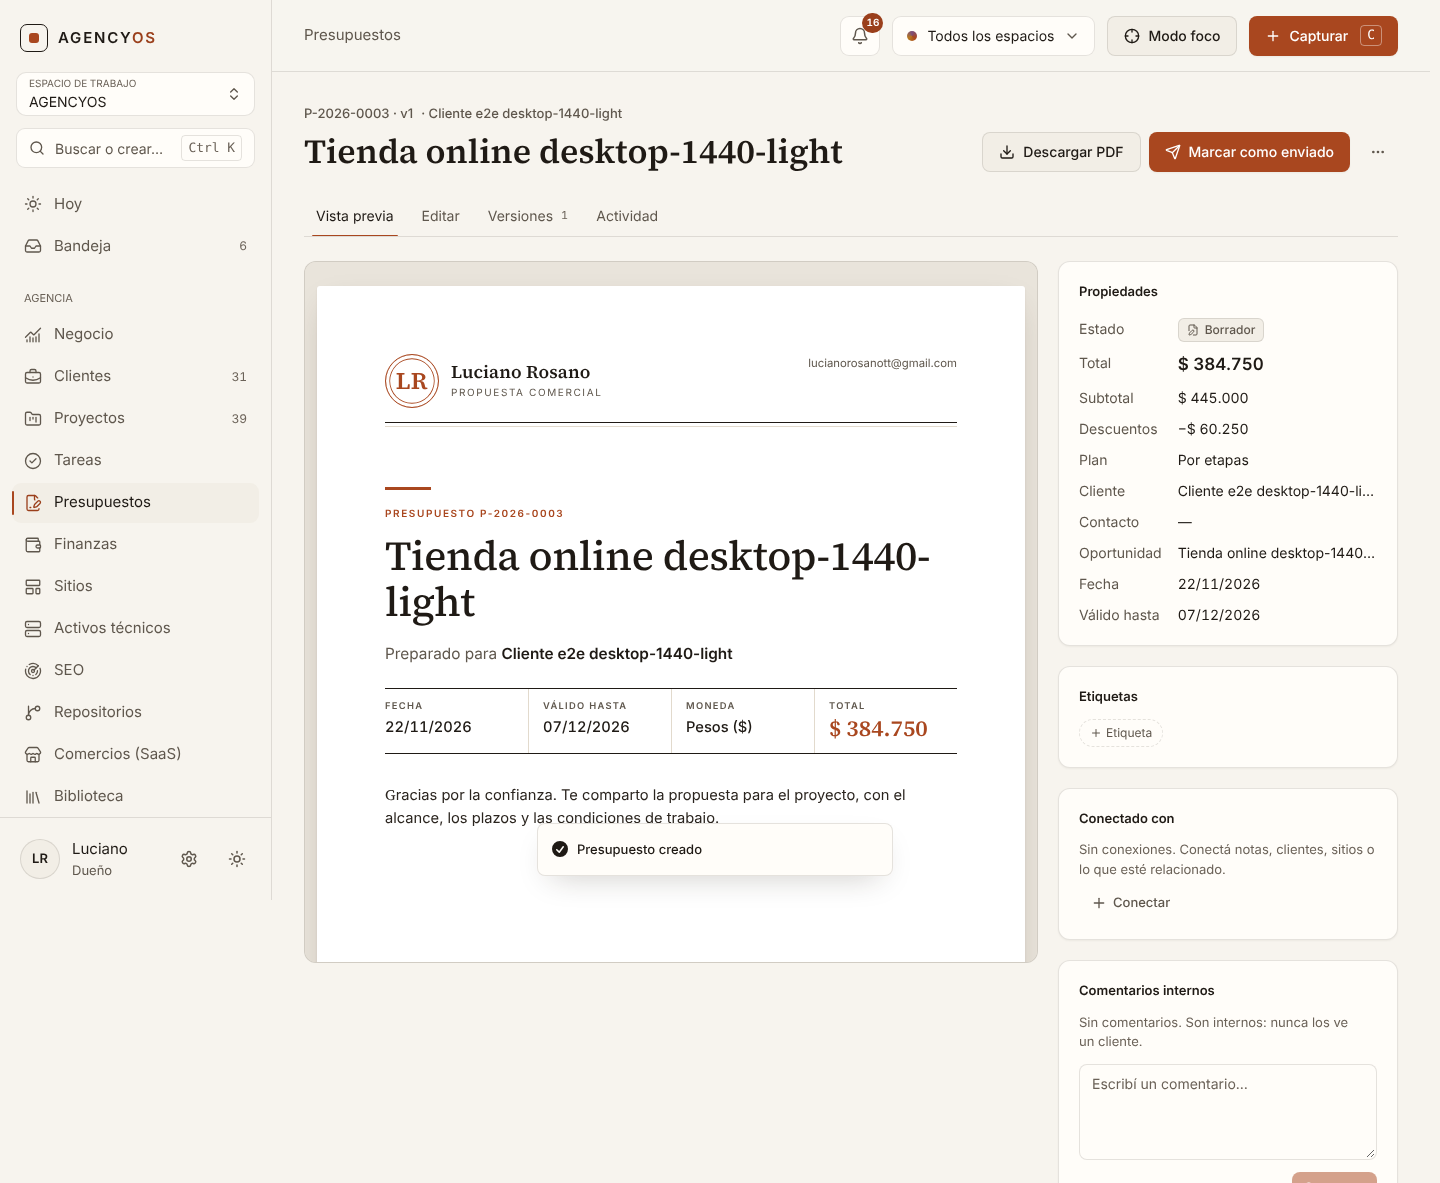 AGENCYOS
ESPACIO DE TRABAJO
AGENCYOS
Buscar o crear... Ctrl K
Hoy
Bandeja 6
AGENCIA
Negocio
Clientes 31
Proyectos 39
Tareas
Presupuestos
Finanzas
Sitios
Activos técnicos
SEO
Repositorios
Comercios (SaaS)
Biblioteca
LR
Luciano
Dueño
Presupuestos
16
Todos los espacios
Modo foco
Capturar C
P-2026-0003 · v1 · Cliente e2e desktop-1440-light
Tienda online desktop-1440-light
Descargar PDF
Marcar como enviado
Vista previa
Editar
Versiones 1
Actividad
LR
Luciano Rosano
PROPUESTA COMERCIAL
lucianorosanott@gmail.com
PRESUPUESTO P-2026-0003
Tienda online desktop-1440-
light
Preparado para Cliente e2e desktop-1440-light
FECHA
22/11/2026
VÁLIDO HASTA
07/12/2026
MONEDA
Pesos ($)
TOTAL
$ 384.750
Gracias por la confianza. Te comparto la propuesta para el proyecto, con el
alcance, los plazos y las condiciones de trabajo.
Presupuesto creado
Propiedades
Estado Borrador
Total $ 384.750
Subtotal $ 445.000
Descuentos −$ 60.250
Plan Por etapas
Cliente Cliente e2e desktop-1440-li...
Contacto —
Oportunidad Tienda online desktop-1440...
Fecha 22/11/2026
Válido hasta 07/12/2026
Etiquetas
+ Etiqueta
Conectado con
Sin conexiones. Conectá notas, clientes, sitios o
lo que esté relacionado.
+ Conectar
Comentarios internos
Sin comentarios. Son internos: nunca los ve
un cliente.
Escribí un comentario...